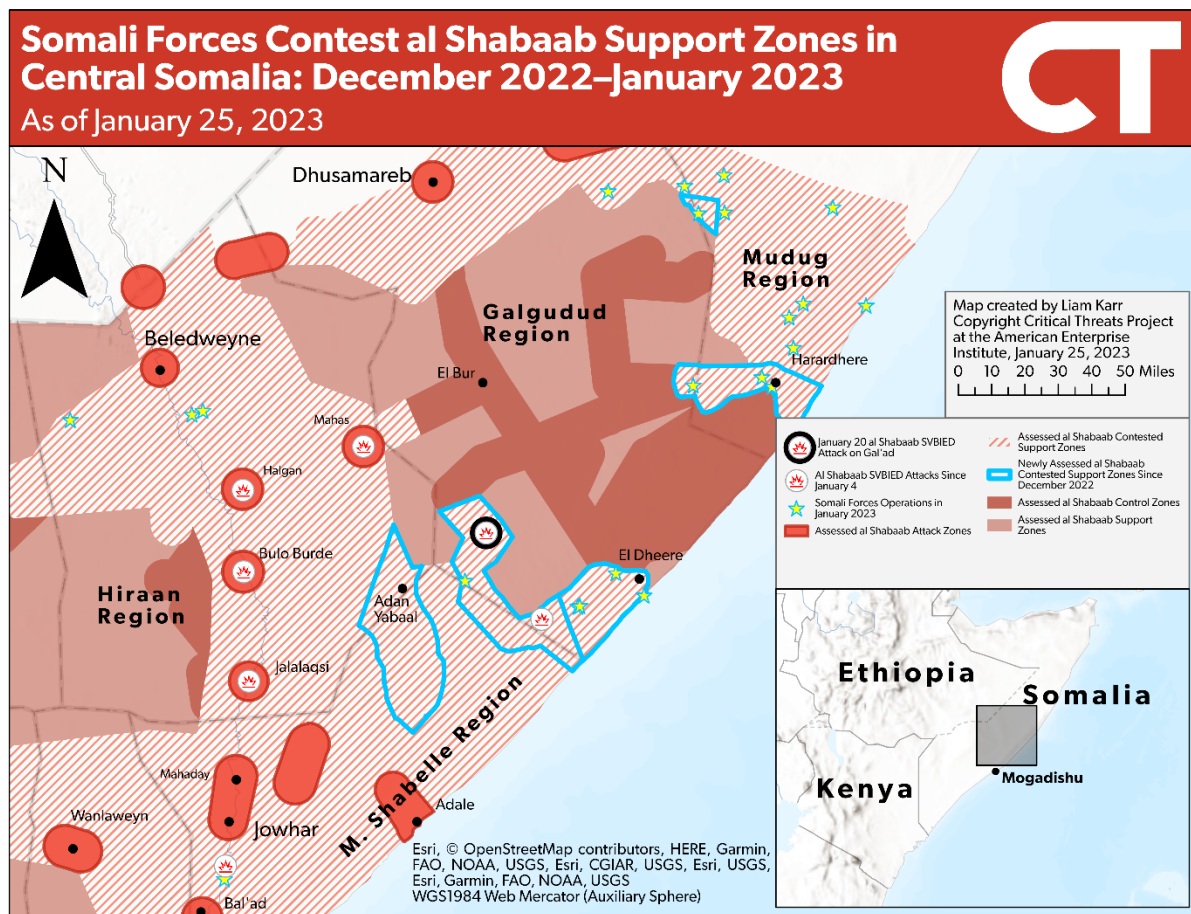 Somali Forces Contest al Shabaab Support Zones in
Central Somalia: December 2022–January 2023
As of January 25, 2023
CT
N
Dhusamareb
Mudug
Region
Galgudud
Region
Beledweyne
El Bur
Harardhere
Mahas
Halgan
Bulo Burde
El Dheere
Hiraan
Region
Adan
Yabaal
Jalalaqsi
M. Shabelle Region
Mahaday
Wanlaweyn
Jowhar
Adale
Bal'ad
Map created by Liam Karr
Copyright Critical Threats Project
at the American Enterprise
Institute, January 25, 2023
0 10 20 30 40 50 Miles
January 20 al Shabaab SVBIED
Attack on Gal'ad
Al Shabaab SVBIED Attacks Since
January 4
Somali Forces Operations in
January 2023
Assessed al Shabaab Attack Zones
Assessed al Shabaab Contested
Support Zones
Newly Assessed al Shabaab
Contested Support Zones Since
December 2022
Assessed al Shabaab Control Zones
Assessed al Shabaab Support
Zones
Ethiopia
Somalia
Kenya
Mogadishu
Esri, © OpenStreetMap contributors, HERE, Garmin,
FAO, NOAA, USGS, Esri, CGIAR, USGS, Esri, USGS,
Esri, Garmin, FAO, NOAA, USGS
WGS1984 Web Mercator (Auxiliary Sphere)